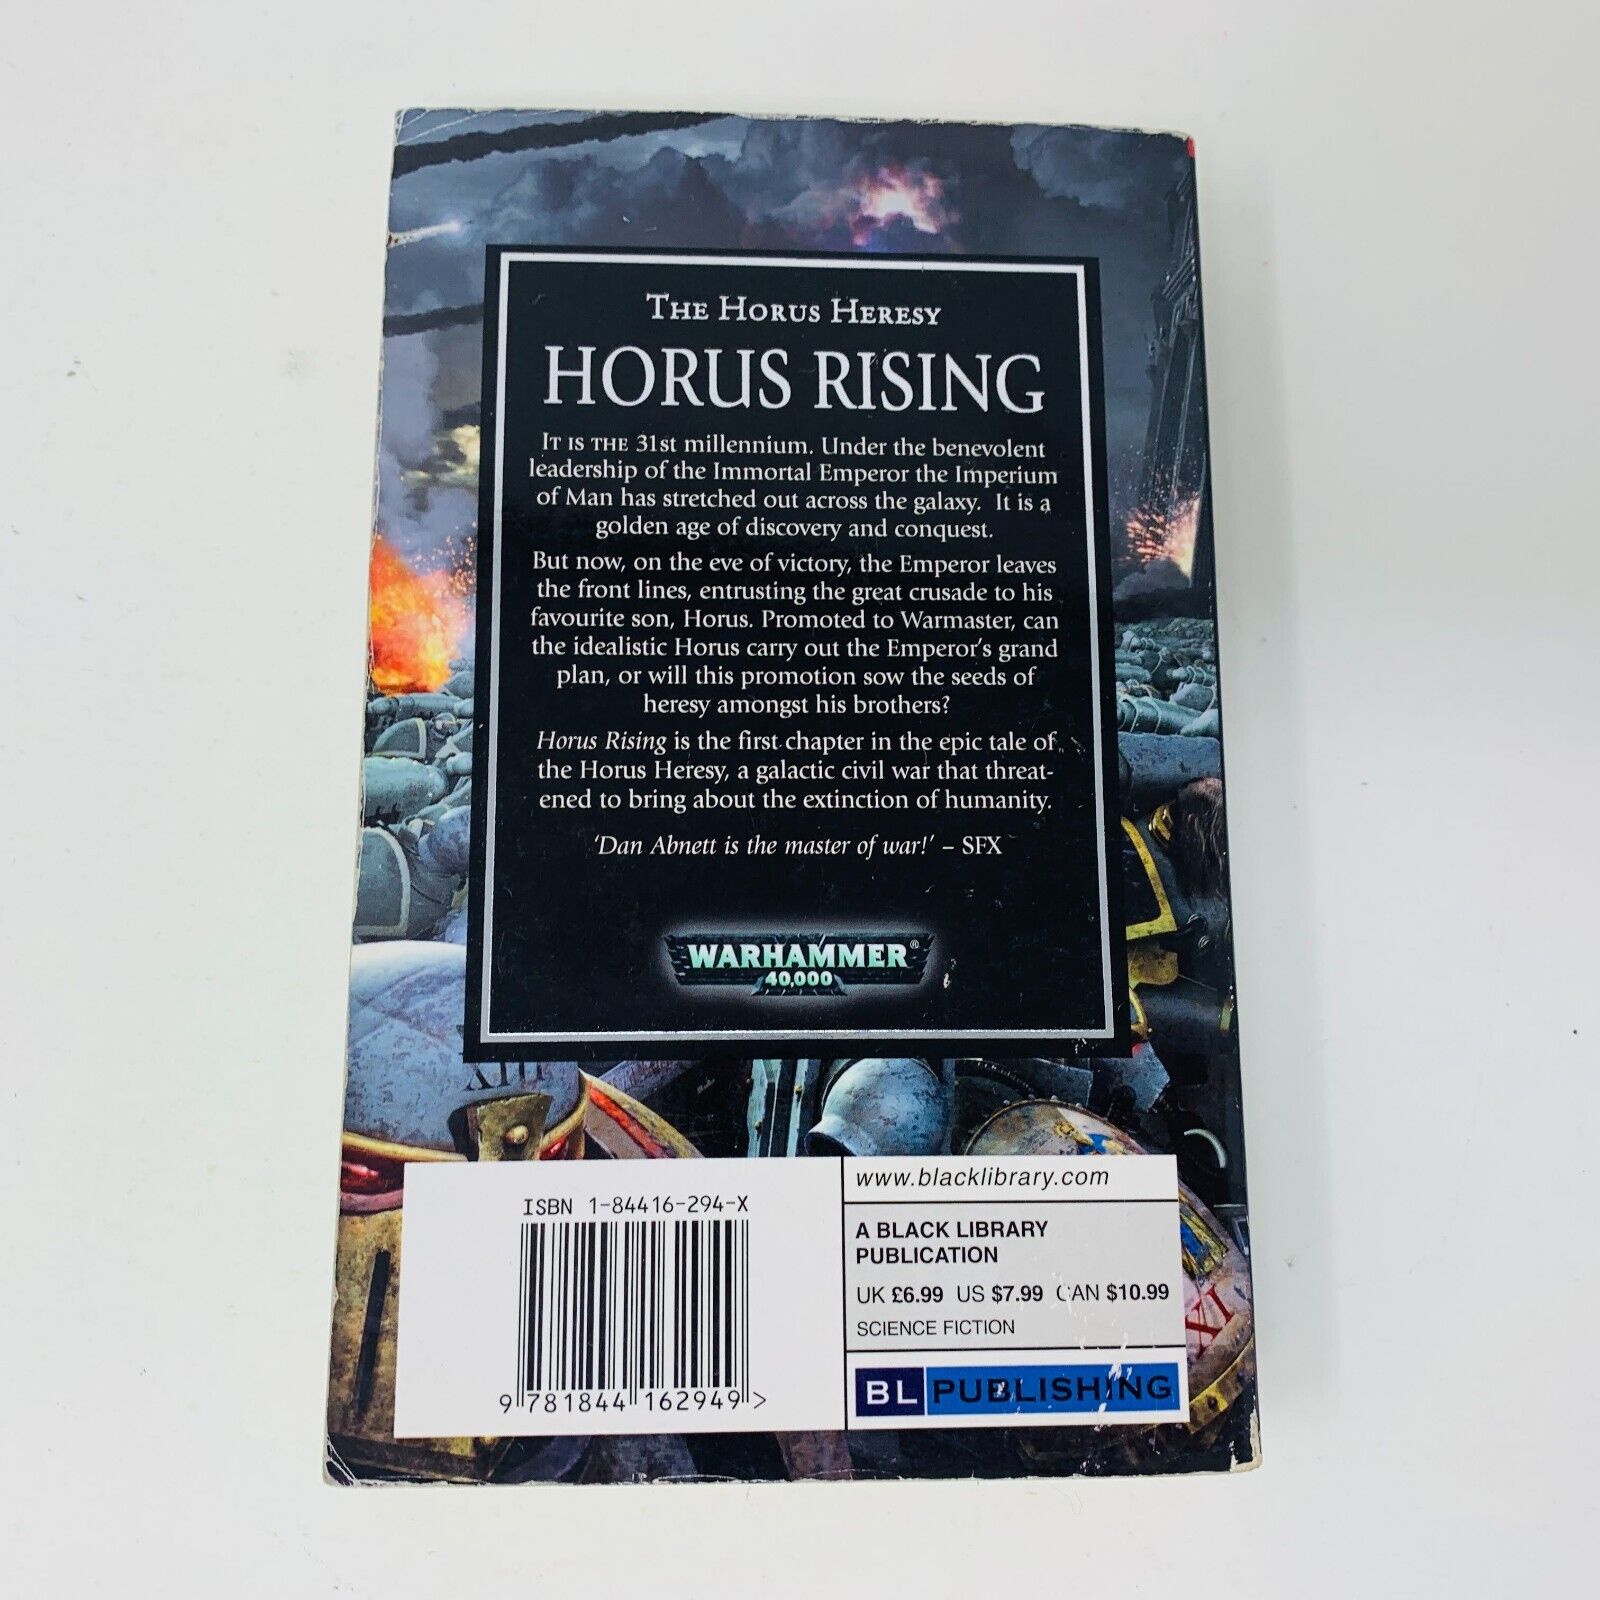 THE HORUS HERESY
HORUS RISING
IT IS THE 31st millennium. Under the benevolent
leadership of the Immortal Emperor the Imperium
of Man has stretched out across the galaxy. It is a
golden age of discovery and conquest.
But now, on the eve of victory, the Emperor leaves
the front lines, entrusting the great crusade to his
favourite son, Horus. Promoted to Warmaster, can
the idealistic Horus carry out the Emperor's grand
plan, or will this promotion sow the seeds of
heresy amongst his brothers?
Horus Rising is the first chapter in the epic tale of
the Horus Heresy, a galactic civil war that threat-
ened to bring about the extinction of humanity.
'Dan Abnett is the master of war!' – SFX
WARHAMMER®
40,000
XIII
ISBN 1-84416-294-X
9 781844 162949 >
www.blacklibrary.com
A BLACK LIBRARY
PUBLICATION
UK £6.99 US $7.99 CAN $10.99
SCIENCE FICTION
BL PUBLISHING
XI